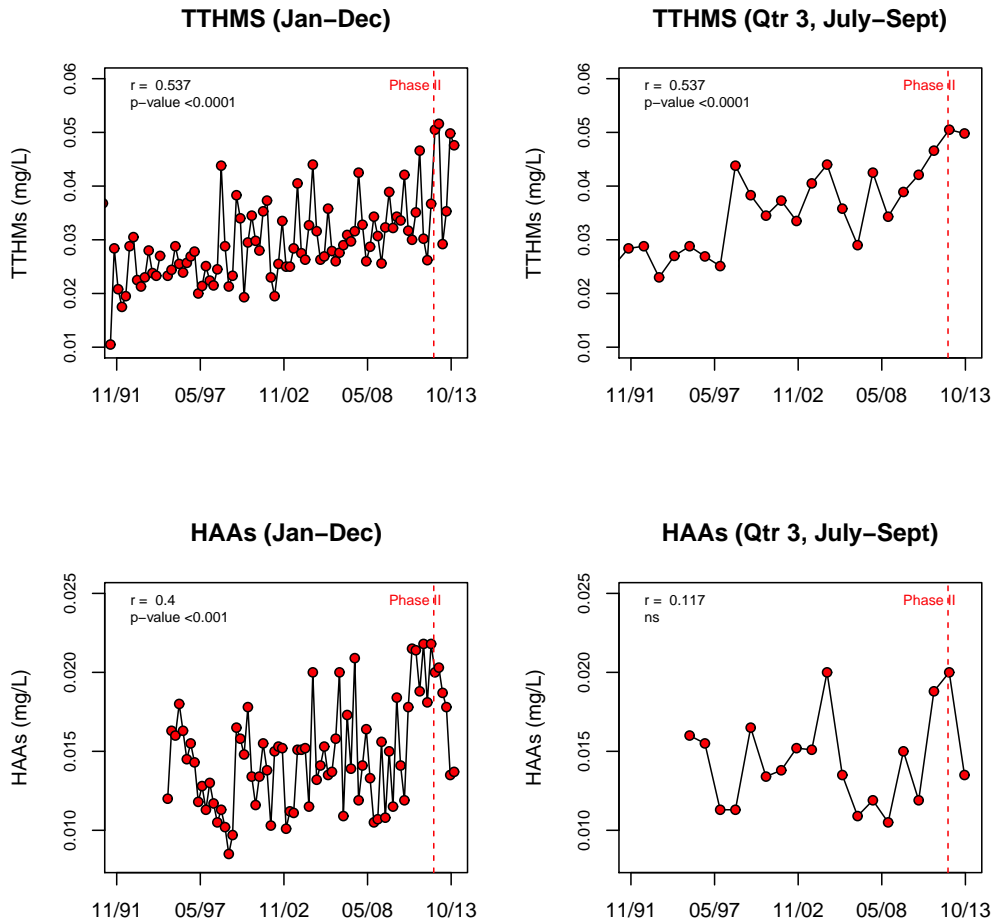 TTHMS (Jan−Dec)
r =  0.537
p−value <0.0001
Phase II
TTHMs (mg/L)
0.06
0.05
0.04
0.03
0.02
0.01
11/91
05/97
11/02
05/08
10/13
TTHMS (Qtr 3, July−Sept)
r =  0.537
p−value <0.0001
Phase II
TTHMs (mg/L)
0.06
0.05
0.04
0.03
0.02
0.01
11/91
05/97
11/02
05/08
10/13
HAAs (Jan−Dec)
r =  0.4
p−value <0.001
Phase II
HAAs (mg/L)
0.025
0.020
0.015
0.010
11/91
05/97
11/02
05/08
10/13
HAAs (Qtr 3, July−Sept)
r =  0.117
ns
Phase II
HAAs (mg/L)
0.025
0.020
0.015
0.010
11/91
05/97
11/02
05/08
10/13